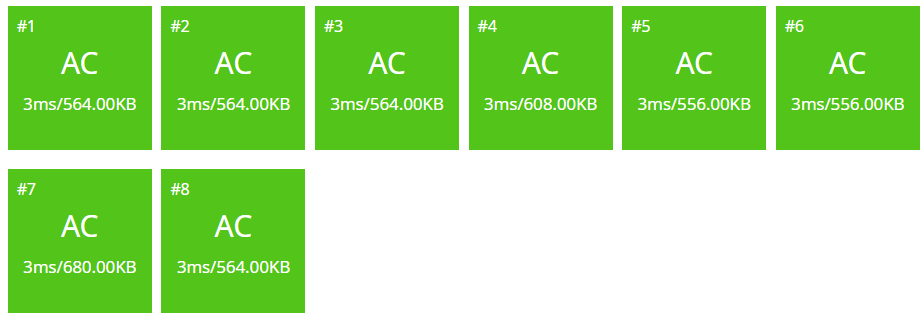 #1
AC
3ms/564.00KB
#2
AC
3ms/564.00KB
#3
AC
3ms/564.00KB
#4
AC
3ms/608.00KB
#5
AC
3ms/556.00KB
#6
AC
3ms/556.00KB
#7
AC
3ms/680.00KB
#8
AC
3ms/564.00KB